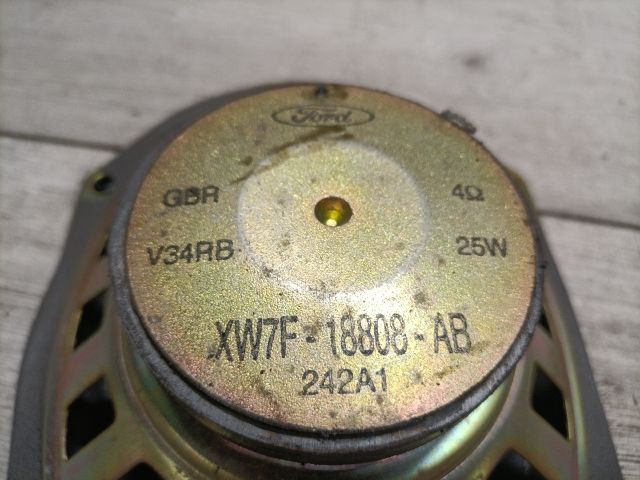 Ford
GBR 4Ω
V34RB 25W
XW7F-18808-AB
242A1